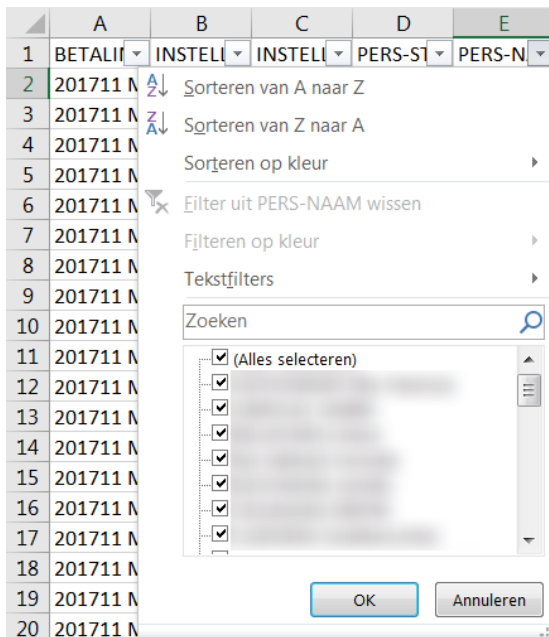 A B C D E
1 BETALI INSTELL INSTELL PERS-ST PERS-N
2 201711 N
3 201711 N
4 201711 N
5 201711 N
6 201711 N
7 201711 N
8 201711 N
9 201711 N
10 201711 N
11 201711 N
12 201711 N
13 201711 N
14 201711 N
15 201711 N
16 201711 N
17 201711 N
18 201711 N
19 201711 N
20 201711 N
Sorteren van A naar Z
Sorteren van Z naar A
Sorteren op kleur
Filter uit PERS-NAAM wissen
Filteren op kleur
Tekstfilters
Zoeken
(Alles selecteren)
OK Annuleren